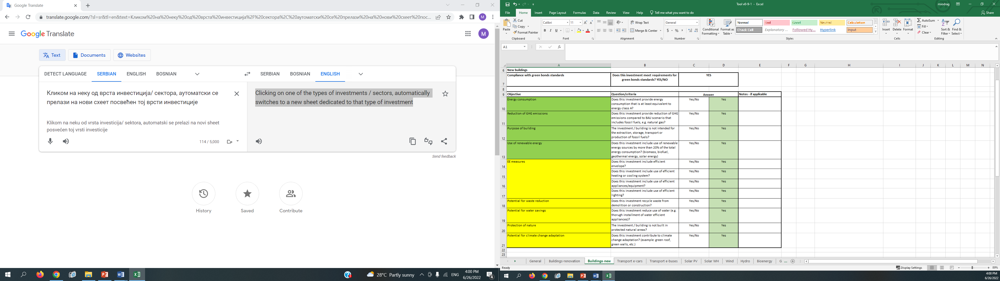 Google Translate
translate.google.com/?sl=sr&tl=en&text=Кликом%20на%20неку%20од%20врста%20инвестиција%2F%20сектора%2C%20аутоматски%20се%20прелази%20на%20нови%20схеет%20пос...
M
Google Translate
M
Text
Documents
Websites
DETECT LANGUAGE SERBIAN ENGLISH BOSNIAN
SERBIAN BOSNIAN ENGLISH
Кликом на неку од врста инвестиција/ сектора, аутоматски се
прелази на нови схеет посвећен тој врсти инвестиције
Klikom na neku od vrsta investicija/ sektora, automatski se prelazi na novi sheet
posvećen toj vrsti investicije
114 / 5,000
Clicking on one of the types of investments / sectors, automatically
switches to a new sheet dedicated to that type of investment
Send feedback
History
Saved
Contribute
28°C Partly sunny
ENG
4:00 PM
6/26/2022
4
Tool v0-9-1 - Excel
miodrag
File Home Insert Page Layout Formulas Data Review View Help Tell me what you want to do
Share
Paste
Cut
Copy
Format Painter
Clipboard
Calibri 11
B I U
Font
Wrap Text
Merge & Center
Alignment
General
$ %
Number
Conditional
Formatting
Format as
Table
Normal Bad Good Neutral Calculation
Check Cell Explanatory ... Followed Hy... Hyperlink Input
Styles
Insert Delete Format
Cells
AutoSum
Fill
Clear
Sort &
Filter
Find &
Select
Editing
A1
fx
A B C D E F G H I J K L M N
6 New buildings
7 Compliance with green bonds standards
Does this investment meet requirements for
green bonds standards? YES/NO
YES
8
9 Objective Question/criteria Answer Notes - if applicable
10 Energy consumption
Does this investment provide energy
consumption that is at least equivalent to
energy class A?
Yes/No Yes
11 Reduction of GHG emissions
Does this investment provide reduction of GHG
emissions compared to BAU scenario that
includes fossil fuels, e.g. natural gas?
Yes/No Yes
12 Purpose of building
The investment / building is not intended for
the extraction, storage, transport or
production of fossil fuels?
Yes/No Yes
13 Use of renewable energy
Does this investment include use of renewable
energy sources by more than 20% of the total
energy consumption? (biomass, biofuel,
geothermal energy, solar energy)
Yes/No Yes
14 EE measures
Does this investment include efficient
envelope?
Yes/No Yes
15
Does this investment include use of efficient
heating or cooling system?
Yes/No Yes
16
Does this investment include use of efficient
appliances/equipment?
Yes/No Yes
17
Does this investment include use of efficient
lighting?
Yes/No Yes
18 Potential for waste reduction
Does this investment recycle waste from
demolition or construction?
Yes/No Yes
19 Potential for water savings
Does this investment reduce use of water (e.g.
thorugh installment of water efficient
appliances)?
Yes/No Yes
20 Protection of nature
The investment / building is not built in
protected natural areas?
Yes/No Yes
21 Potential for climate change adaptation
Does this investment contribute to climate
change adaptation? (example: green roof,
green walls, etc.)
Yes/No Yes
22
23
General Buildings-renovation Buildings-new Transport e-cars Transport e-buses Solar PV Solar WH Wind Hydro Bioenergy G ...
Ready
Display Settings
89%
4:00 PM
6/26/2022